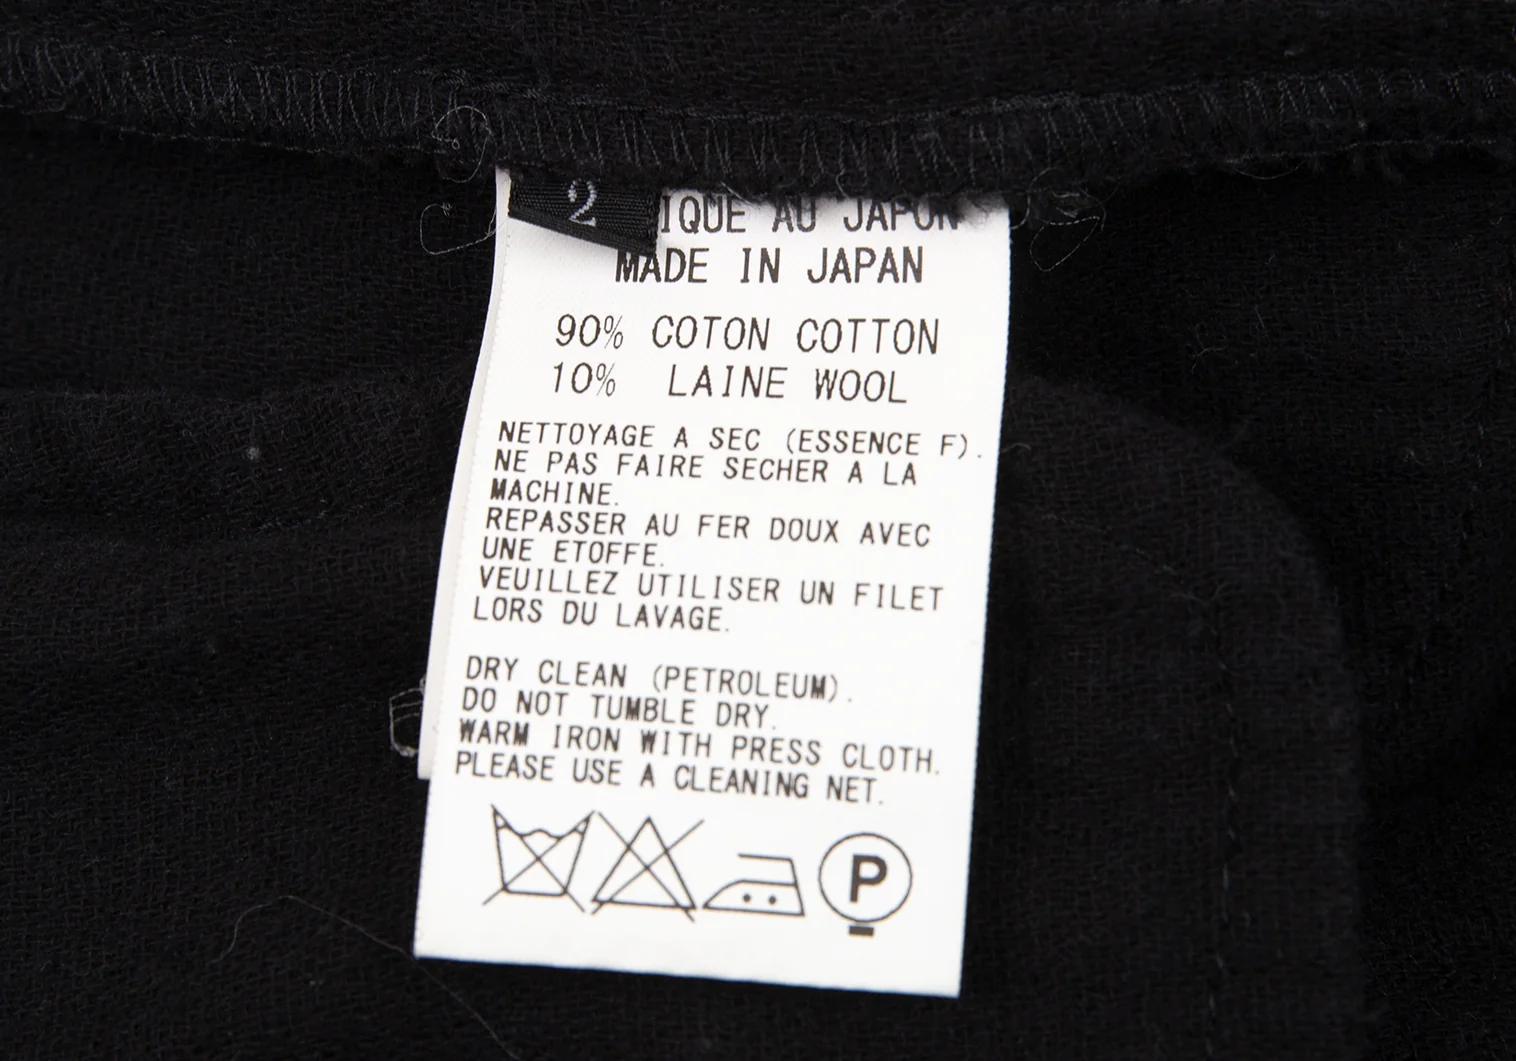 2
IQUE AU JAPON
MADE IN JAPAN
90% COTON COTTON
10% LAINE WOOL
NETTOYAGE A SEC (ESSENCE F).
NE PAS FAIRE SECHER A LA
MACHINE.
REPASSER AU FER DOUX AVEC
UNE ETOFFE.
VEUILLEZ UTILISER UN FILET
LORS DU LAVAGE.
DRY CLEAN (PETROLEUM).
DO NOT TUMBLE DRY.
WARM IRON WITH PRESS CLOTH.
PLEASE USE A CLEANING NET.
P